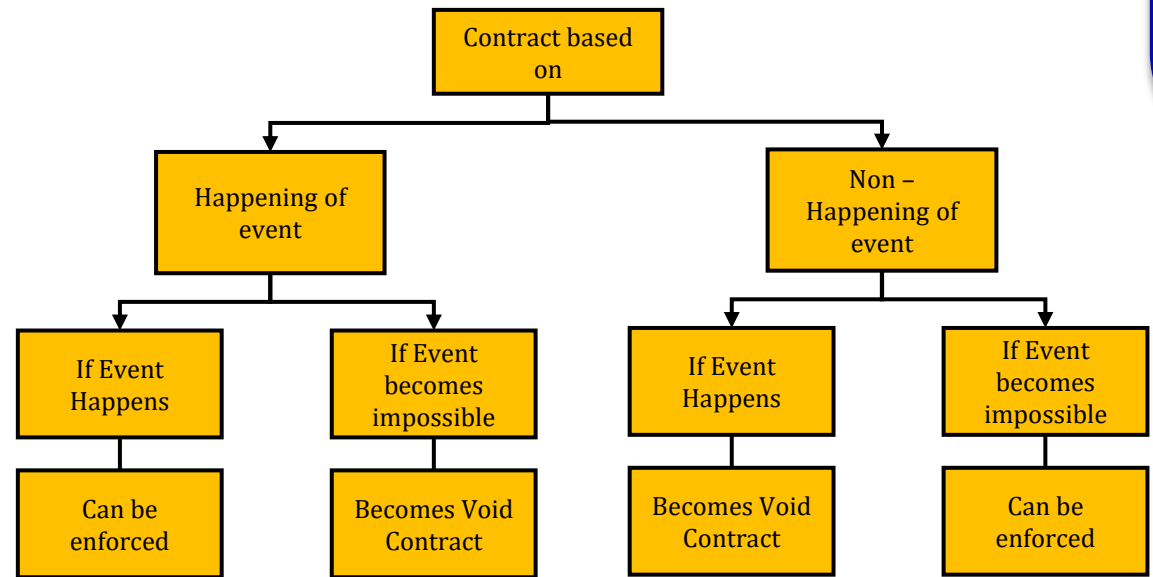 Contract based
on
Happening of
event
Non –
Happening of
event
If Event
Happens
If Event
becomes
impossible
If Event
Happens
If Event
becomes
impossible
Can be
enforced
Becomes Void
Contract
Becomes Void
Contract
Can be
enforced